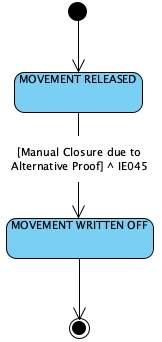 MOVEMENT RELEASED
[Manual Closure due to
Alternative Proof] ^ IE045
MOVEMENT WRITTEN OFF